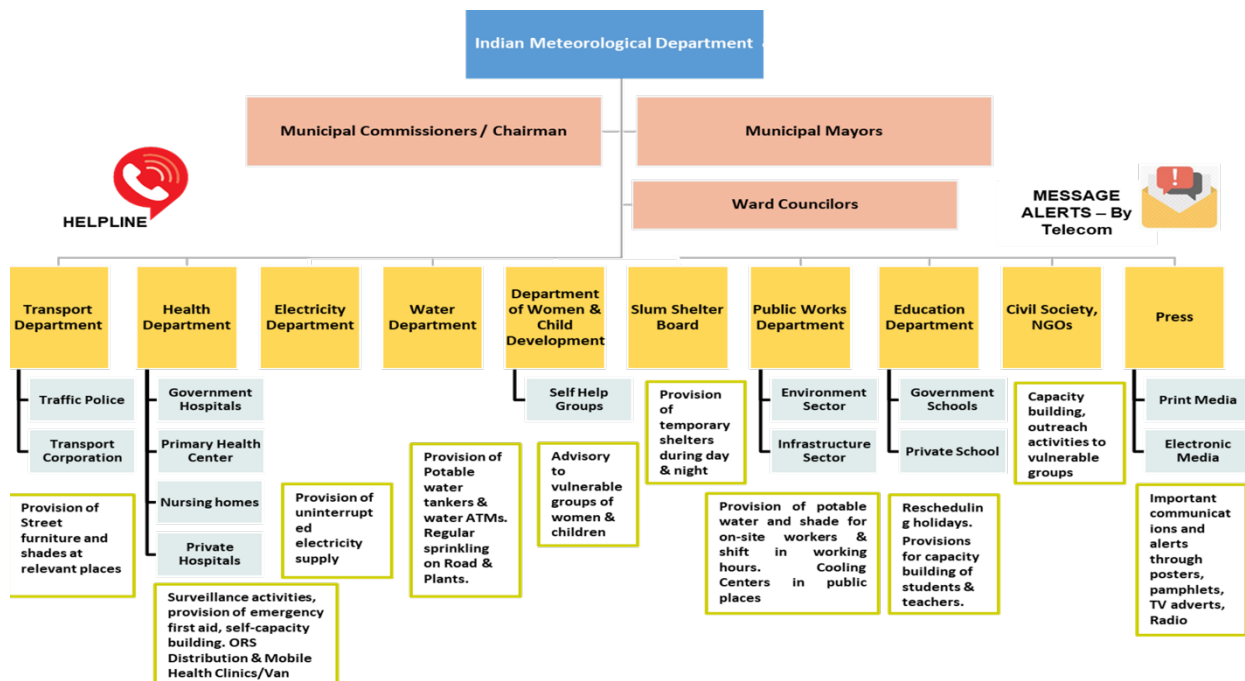 Indian Meteorological Department
Municipal Commissioners / Chairman
Municipal Mayors
Ward Councilors
HELPLINE
MESSAGE
ALERTS – By
Telecom
Transport
Department
Health
Department
Electricity
Department
Water
Department
Department
of Women &
Child
Development
Slum Shelter
Board
Public Works
Department
Education
Department
Civil Society,
NGOs
Press
Traffic Police
Transport
Corporation
Provision of
Street
furniture and
shades at
relevant places
Government
Hospitals
Primary Health
Center
Nursing homes
Private
Hospitals
Surveillance activities,
provision of emergency
first aid, self-capacity
building. ORS
Distribution & Mobile
Health Clinics/Van
Provision of
uninterrupt
ed
electricity
supply
Provision of
Potable
water
tankers &
water ATMs.
Regular
sprinkling
on Road &
Plants.
Self Help
Groups
Advisory
to
vulnerable
groups of
women &
children
Provision
of
temporary
shelters
during day
& night
Environment
Sector
Infrastructure
Sector
Provision of potable
water and shade for
on-site workers &
shift in working
hours. Cooling
Centers in public
places
Government
Schools
Private School
Reschedulin
g holidays.
Provisions for
capacity
building of
students &
teachers.
Capacity
building,
outreach
activities to
vulnerable
groups
Print Media
Electronic
Media
Important
communicat
ions and
alerts
through
posters,
pamphlets,
TV adverts,
Radio